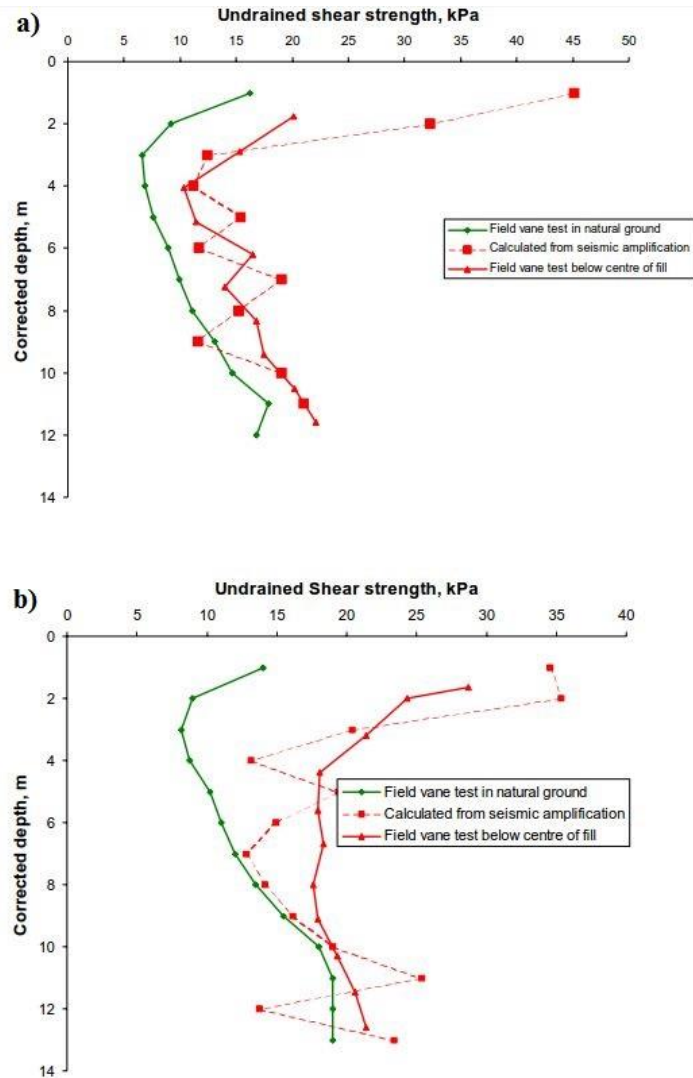 a)
Undrained shear strength, kPa
0 5 10 15 20 25 30 35 40 45 50
0
2
4
6
8
10
12
14
Corrected depth, m
Field vane test in natural ground
Calculated from seismic amplification
Field vane test below centre of fill
b)
Undrained Shear strength, kPa
0 5 10 15 20 25 30 35 40
0
2
4
6
8
10
12
14
Corrected depth, m
Field vane test in natural ground
Calculated from seismic amplification
Field vane test below centre of fill